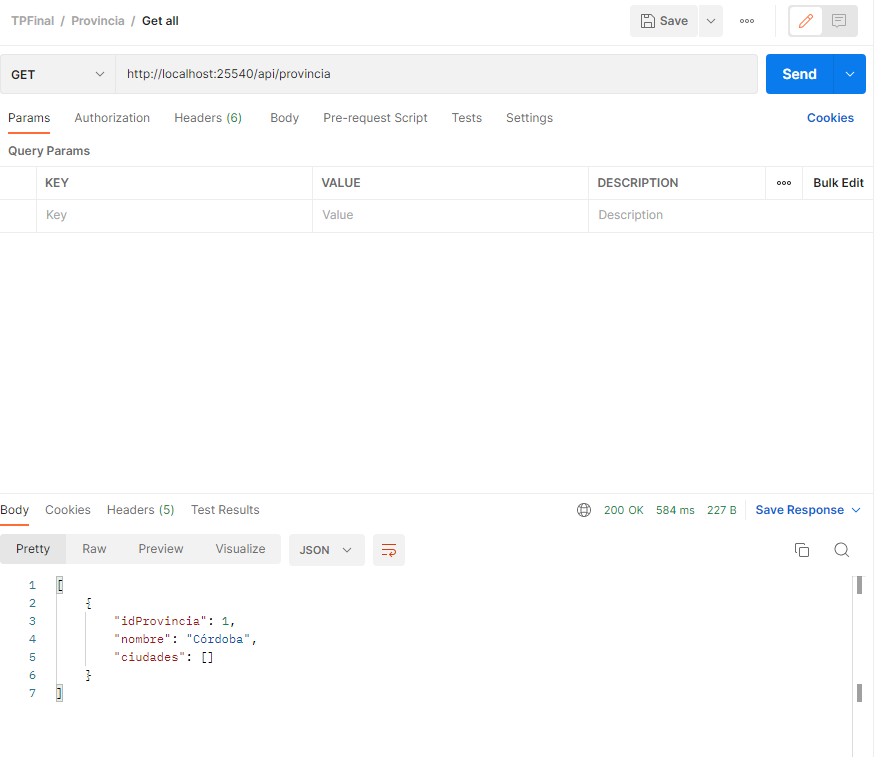 TPFinal / Provincia / Get all
Save
GET
http://localhost:25540/api/provincia
Send
Params Authorization Headers (6) Body Pre-request Script Tests Settings Cookies
Query Params
KEY VALUE DESCRIPTION Bulk Edit
Key Value Description
Body Cookies Headers (5) Test Results 200 OK 584 ms 227 B Save Response
Pretty Raw Preview Visualize JSON
1 [
2 {
3 "idProvincia": 1,
4 "nombre": "Córdoba",
5 "ciudades": []
6 }
7 ]